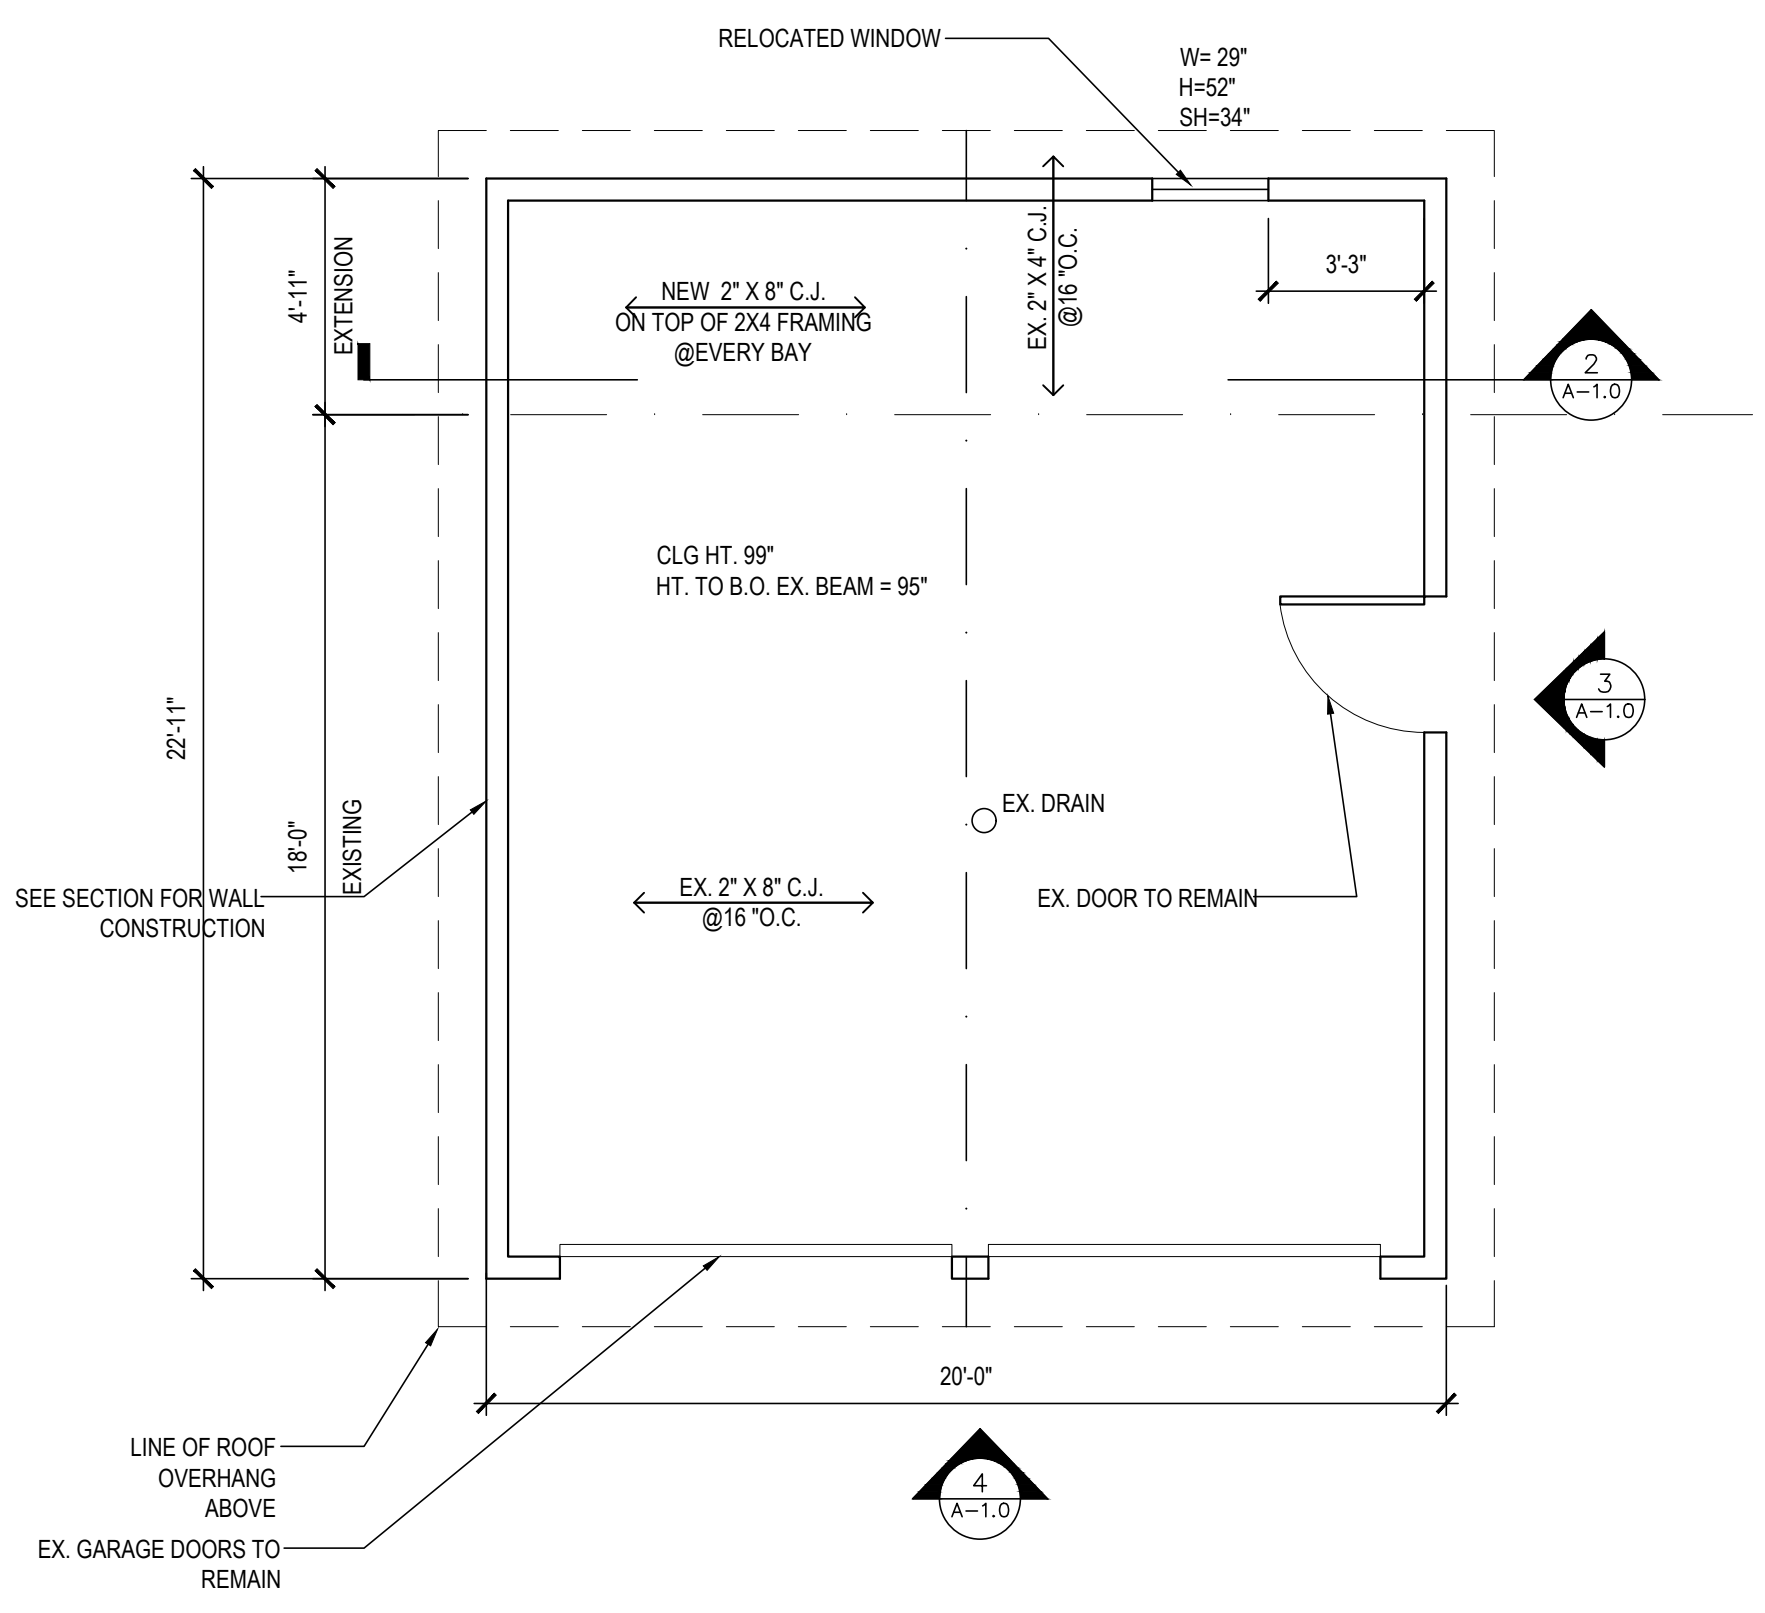 RELOCATED WINDOW
W= 29"
H=52"
SH=34"
4'-11"
EXTENSION
NEW  2" X 8" C.J.
ON TOP OF 2X4 FRAMING
@EVERY BAY
EX. 2" X 4" C.J.
@16 "O.C.
3'-3"
2
A-1.0
CLG HT. 99"
HT. TO B.O. EX. BEAM = 95"
22'-11"
3
A-1.0
18'-0"
EXISTING
EX. DRAIN
SEE SECTION FOR WALL
CONSTRUCTION
EX. 2" X 8" C.J.
@16 "O.C.
EX. DOOR TO REMAIN
20'-0"
LINE OF ROOF
OVERHANG
ABOVE
4
A-1.0
EX. GARAGE DOORS TO
REMAIN